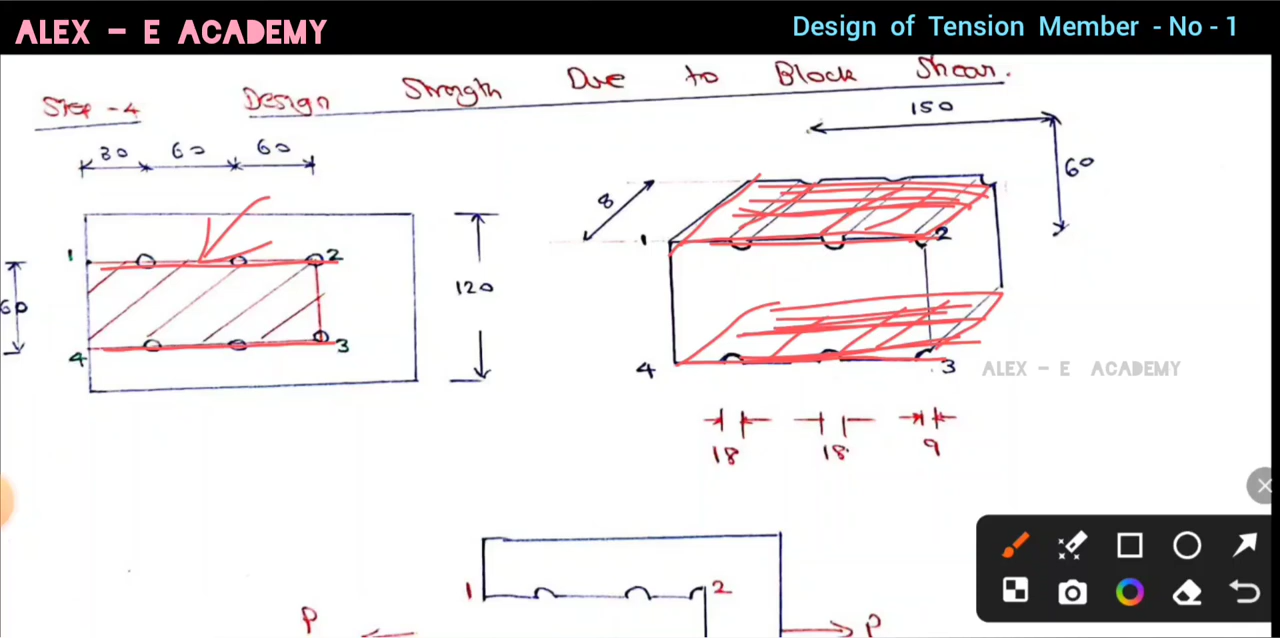 ALEX - E ACADEMY
Design of Tension Member - No - 1
Step - 4 Design Strength Due to Block Shear.
30 60 60
150
60
8
1 2
60
4 3
120
1 2
4 3
ALEX - E ACADEMY
18 18 9
1 2
P P